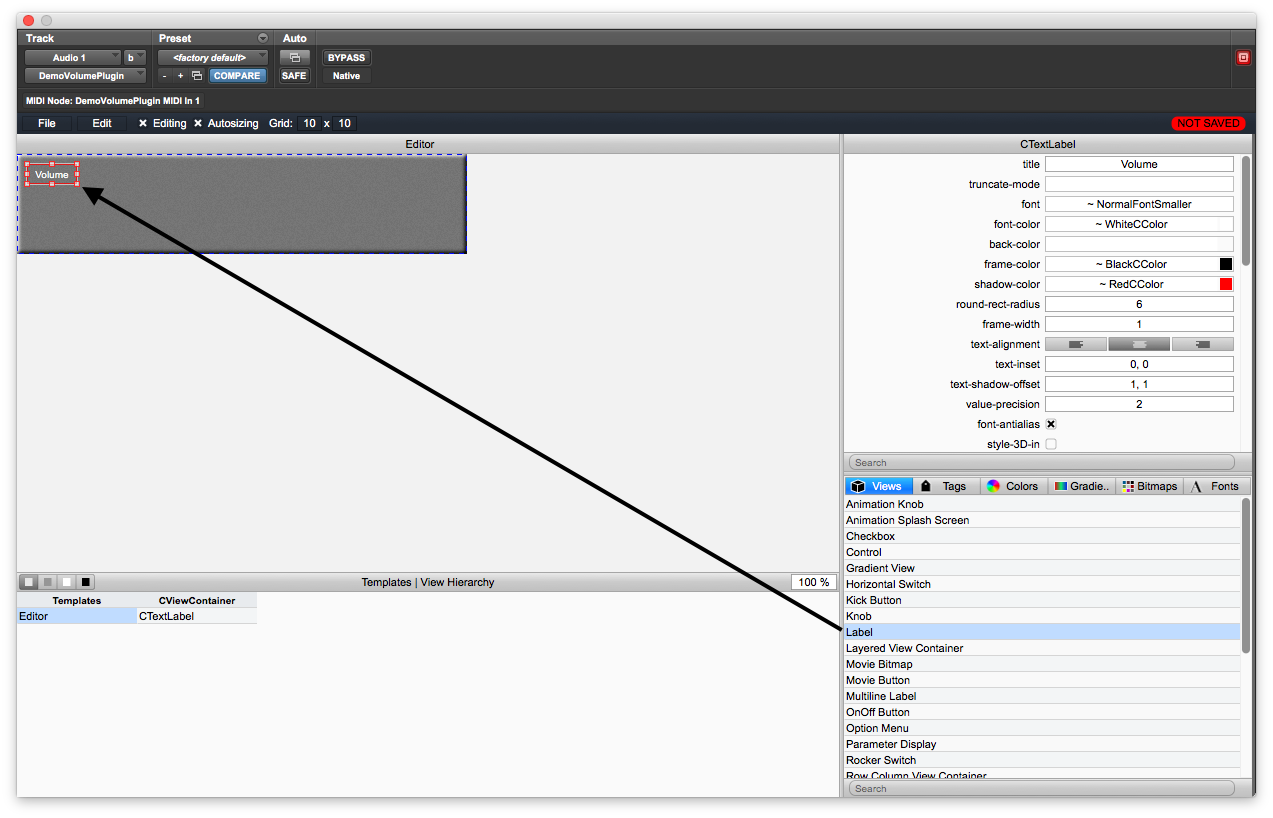 Track Preset Auto
Audio 1 b <factory default> BYPASS
DemoVolumePlugin - + COMPARE SAFE Native
MIDI Node: DemoVolumePlugin MIDI In 1
File Edit Editing Autosizing Grid: 10 x 10 NOT SAVED
Editor
Volume
CTextLabel
title Volume
truncate-mode
font ~ NormalFontSmaller
font-color ~ WhiteCColor
back-color
frame-color ~ BlackCColor
shadow-color ~ RedCColor
round-rect-radius 6
frame-width 1
text-alignment
text-inset 0, 0
text-shadow-offset 1, 1
value-precision 2
font-antialias
style-3D-in
Search
Views Tags Colors Gradie.. Bitmaps Fonts
Animation Knob
Animation Splash Screen
Checkbox
Control
Gradient View
Horizontal Switch
Kick Button
Knob
Label
Layered View Container
Movie Bitmap
Movie Button
Multiline Label
OnOff Button
Option Menu
Parameter Display
Rocker Switch
Row Column View Container
Search
Templates | View Hierarchy 100 %
Templates CViewContainer
Editor CTextLabel